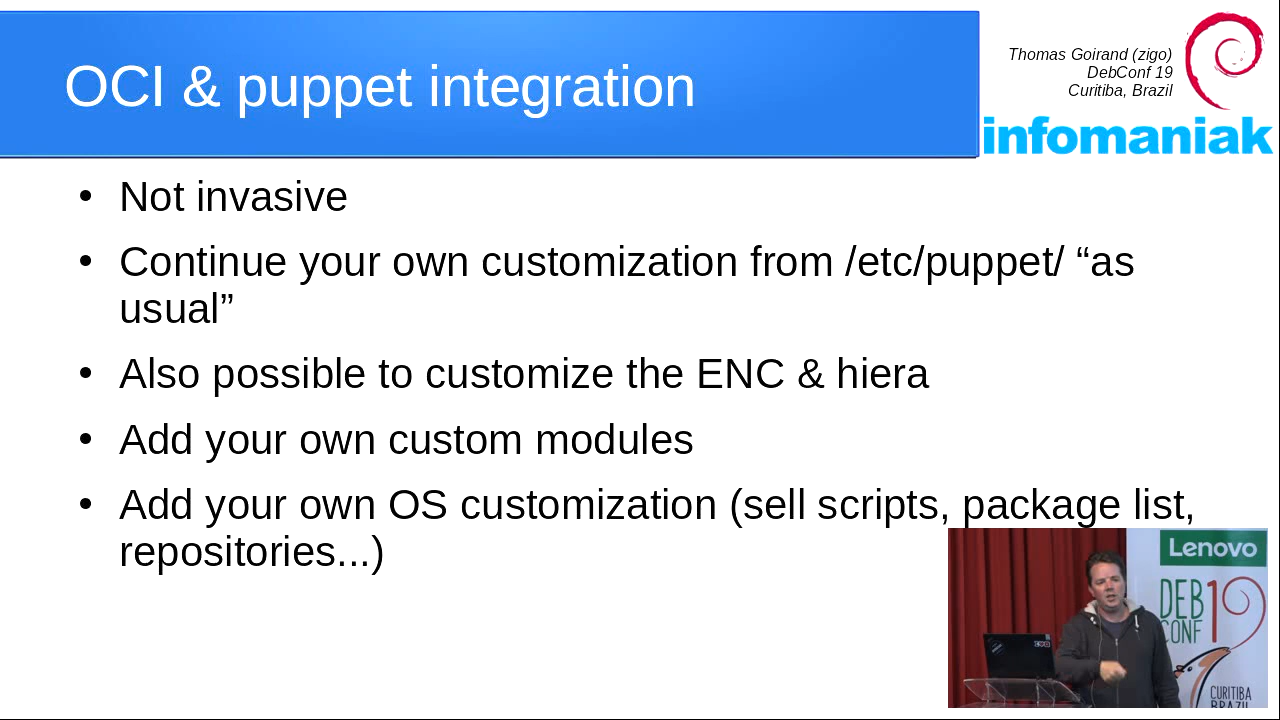 OCI & puppet integration
Thomas Goirand (zigo)
DebConf 19
Curitiba, Brazil
infomaniak
• Not invasive
• Continue your own customization from /etc/puppet/ “as
usual”
• Also possible to customize the ENC & hiera
• Add your own custom modules
• Add your own OS customization (sell scripts, package list,
repositories...)
Lenovo
DEB
CONF 19
CURITIBA
BRAZIL